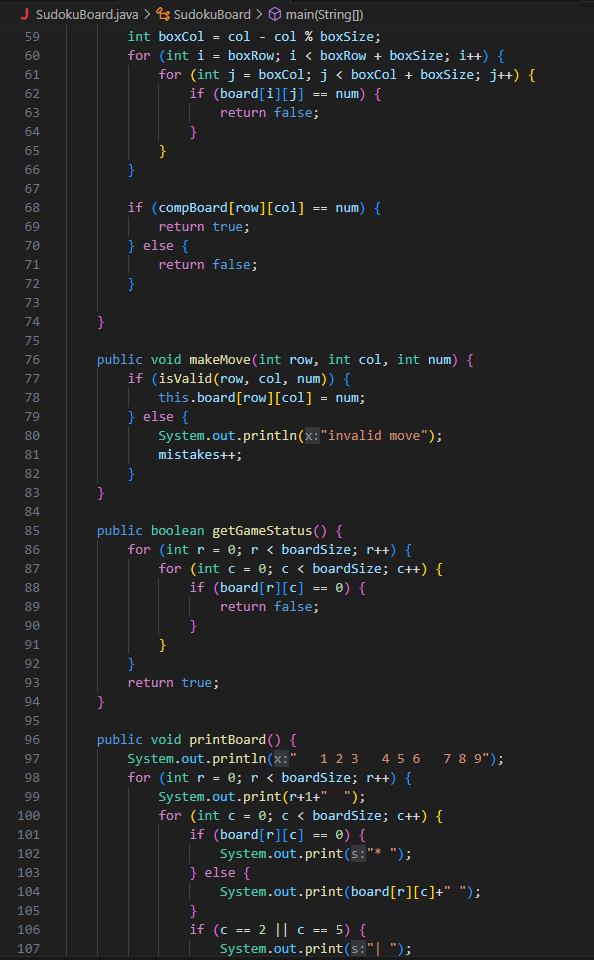 SudokuBoard.java > SudokuBoard > main(String[])
59 int boxCol = col - col % boxSize;
60 for (int i = boxRow; i < boxRow + boxSize; i++) {
61 for (int j = boxCol; j < boxCol + boxSize; j++) {
62 if (board[i][j] == num) {
63 return false;
64 }
65 }
66 }
67
68 if (compBoard[row][col] == num) {
69 return true;
70 } else {
71 return false;
72 }
73
74 }
75
76 public void makeMove(int row, int col, int num) {
77 if (isValid(row, col, num)) {
78 this.board[row][col] = num;
79 } else {
80 System.out.println(x:"invalid move");
81 mistakes++;
82 }
83 }
84
85 public boolean getGameStatus() {
86 for (int r = 0; r < boardSize; r++) {
87 for (int c = 0; c < boardSize; c++) {
88 if (board[r][c] == 0) {
89 return false;
90 }
91 }
92 }
93 return true;
94 }
95
96 public void printBoard() {
97 System.out.println(x:"   1 2 3   4 5 6   7 8 9");
98 for (int r = 0; r < boardSize; r++) {
99 System.out.print(r+1+"  ");
100 for (int c = 0; c < boardSize; c++) {
101 if (board[r][c] == 0) {
102 System.out.print(s:"* ");
103 } else {
104 System.out.print(board[r][c]+" ");
105 }
106 if (c == 2 || c == 5) {
107 System.out.print(s:"| ");